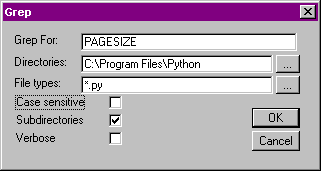 Grep
Grep For: PAGESIZE
Directories: C:\Program Files\Python ...
File types: *.py ...
Case sensitive
Subdirectories OK
Verbose Cancel